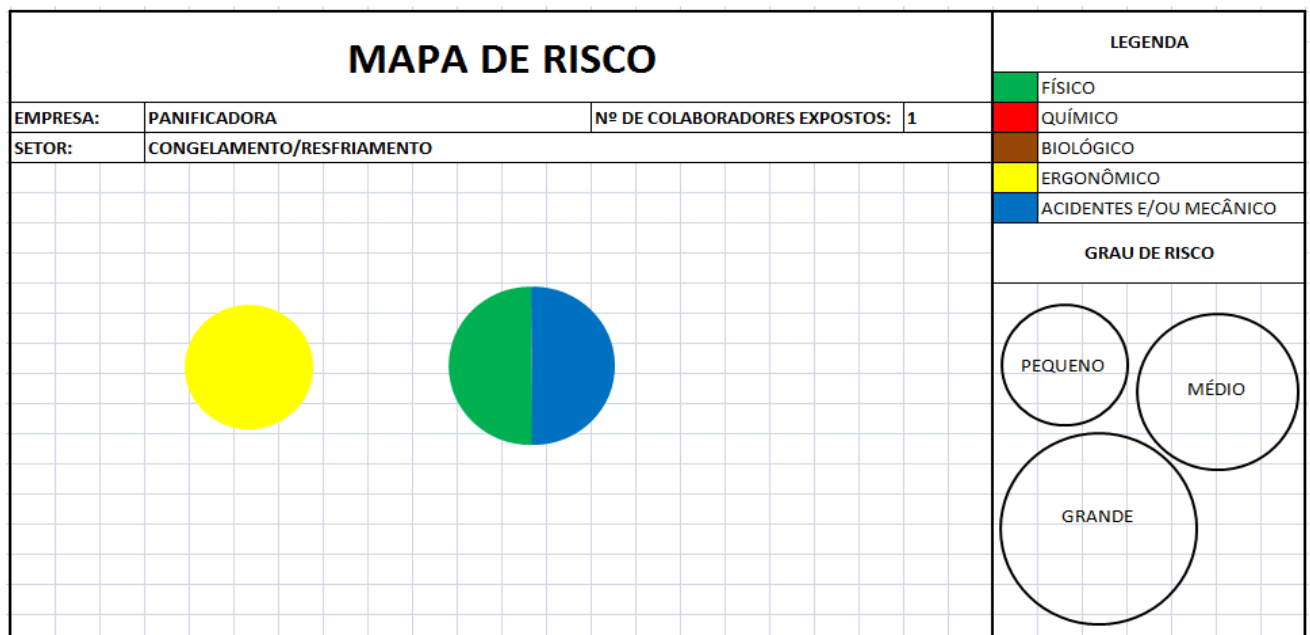 MAPA DE RISCO
EMPRESA: PANIFICADORA Nº DE COLABORADORES EXPOSTOS: 1
SETOR: CONGELAMENTO/RESFRIAMENTO
LEGENDA
FÍSICO
QUÍMICO
BIOLÓGICO
ERGONÔMICO
ACIDENTES E/OU MECÂNICO
GRAU DE RISCO
PEQUENO
MÉDIO
GRANDE